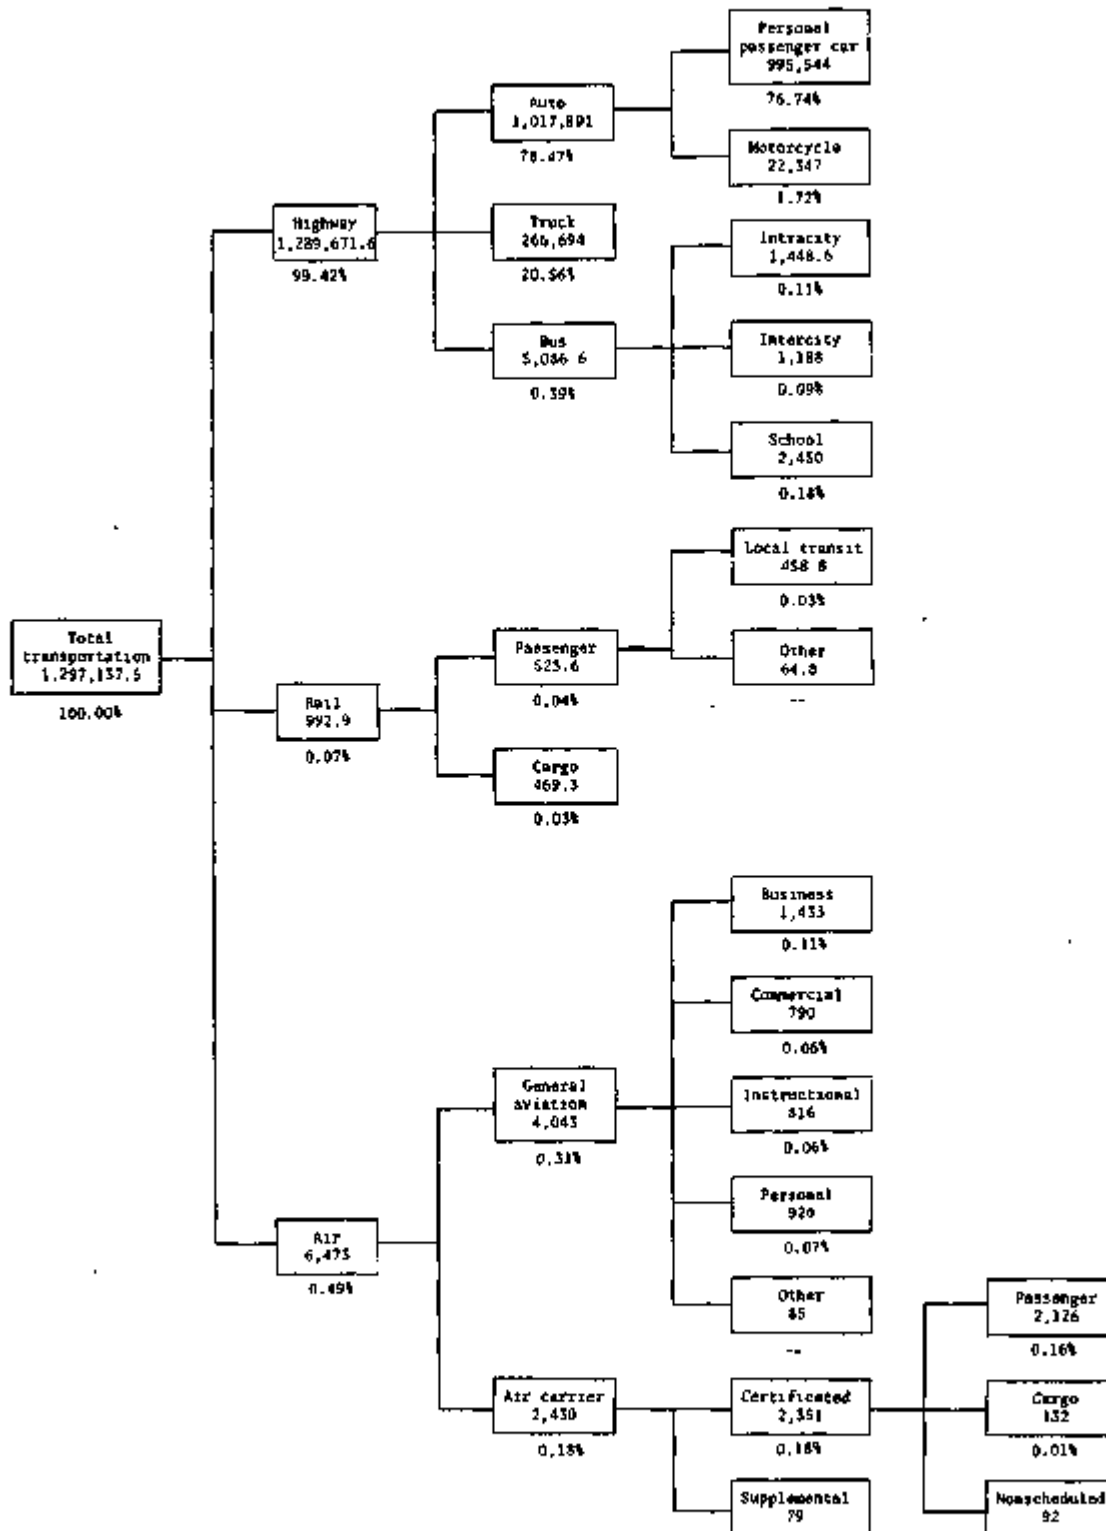 Personal
passenger car
995,544
76.74%
Auto
1,017,891
78.47%
Motorcycle
22,347
1.72%
Highway
1,289,671.6
99.42%
Truck
266,694
20.56%
Intracity
1,448.6
0.11%
Bus
5,086.6
0.39%
Intercity
1,188
0.09%
School
2,450
0.18%
Local transit
458.8
0.03%
Total
transportation
1,297,137.5
100.00%
Passenger
523.6
0.04%
Other
64.8
--
Rail
992.9
0.07%
Cargo
469.3
0.03%
Business
1,433
0.11%
Commercial
790
0.06%
General
aviation
4,043
0.31%
Instructional
816
0.06%
Personal
920
0.07%
Air
6,473
0.49%
Other
85
--
Passenger
2,126
0.16%
Air carrier
2,430
0.18%
Certificated
2,351
0.18%
Cargo
132
0.01%
Supplemental
79
Nonscheduled
92